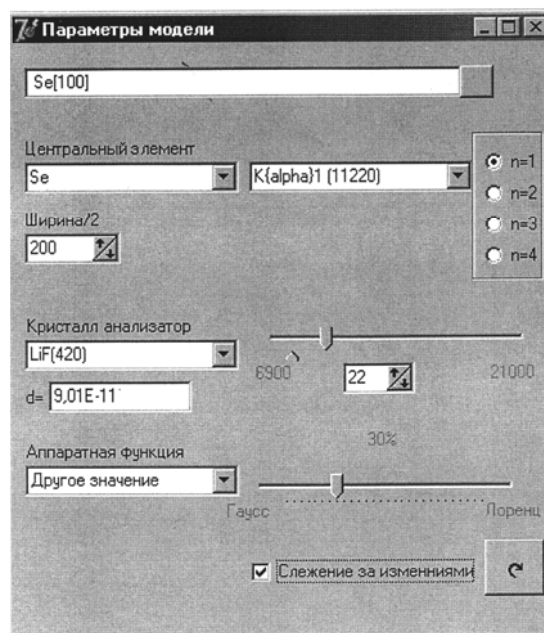 Параметры модели
Se[100]
Центральный элемент
Se
K{alpha}1 (11220)
n=1
n=2
n=3
n=4
Ширина/2
200
Кристалл анализатор
LiF(420)
6900
22
21000
d=
9,01E-11
30%
Аппаратная функция
Другое значение
Гаусс
Лоренц
Слежение за изменниями